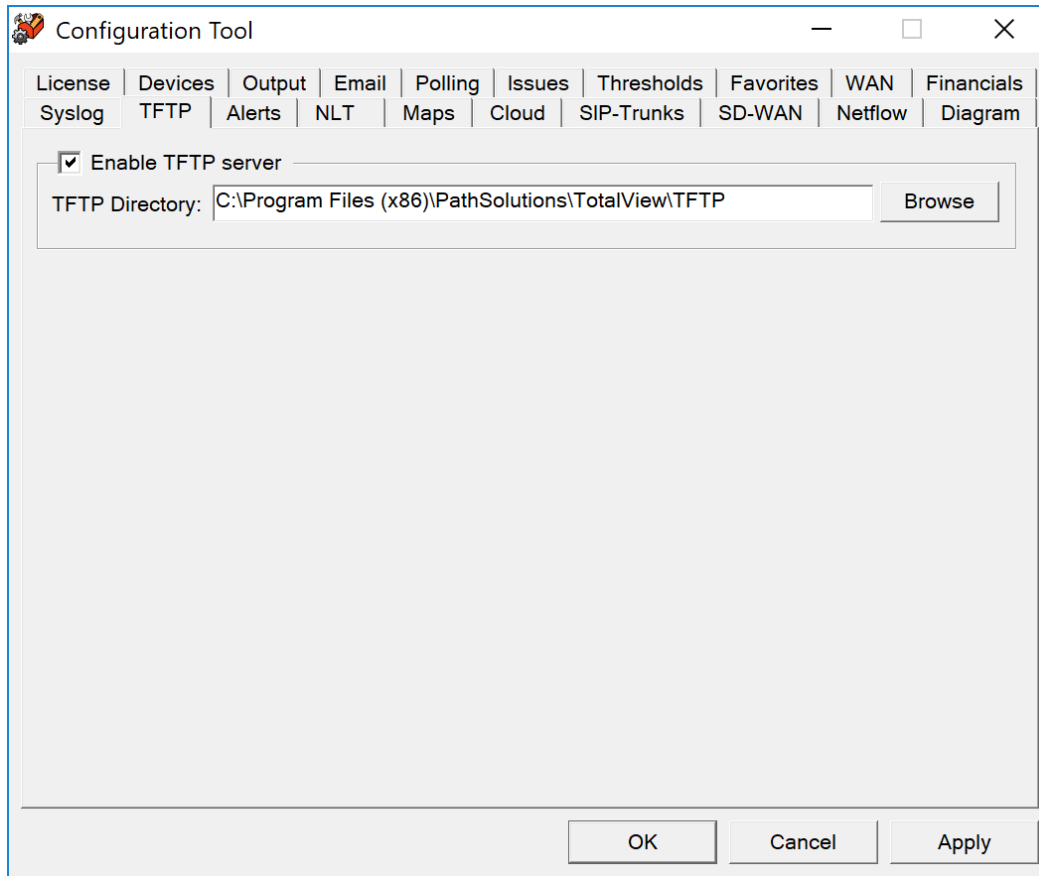 Configuration Tool
License Devices Output Email Polling Issues Thresholds Favorites WAN Financials
Syslog TFTP Alerts NLT Maps Cloud SIP-Trunks SD-WAN Netflow Diagram
Enable TFTP server
TFTP Directory: C:\Program Files (x86)\PathSolutions\TotalView\TFTP Browse
OK Cancel Apply